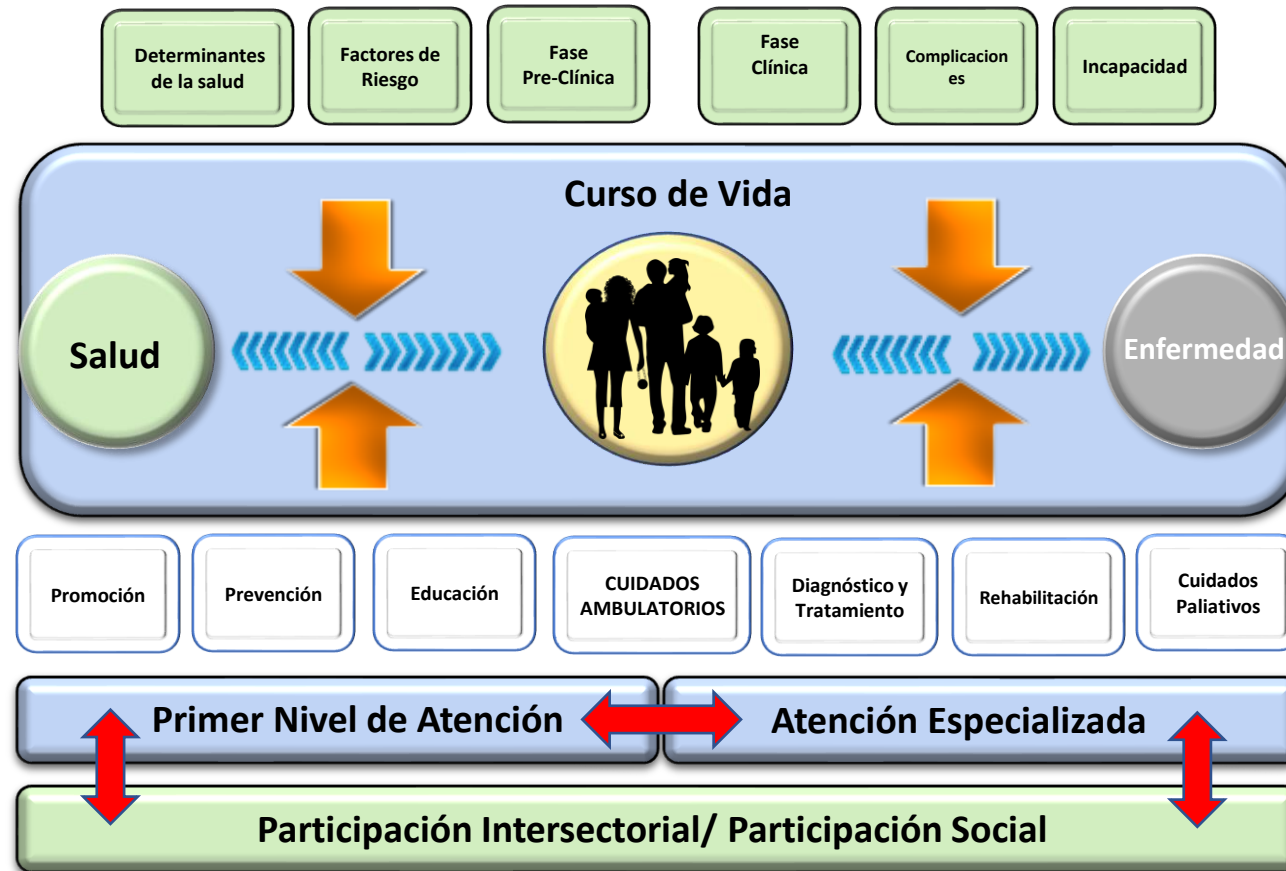 Determinantes
de la salud
Factores de
Riesgo
Fase
Pre-Clínica
Fase
Clínica
Complicacion
es
Incapacidad
Curso de Vida
Salud
Enfermedad
Promoción
Prevención
Educación
CUIDADOS
AMBULATORIOS
Diagnóstico y
Tratamiento
Rehabilitación
Cuidados
Paliativos
Primer Nivel de Atención
Atención Especializada
Participación Intersectorial/ Participación Social